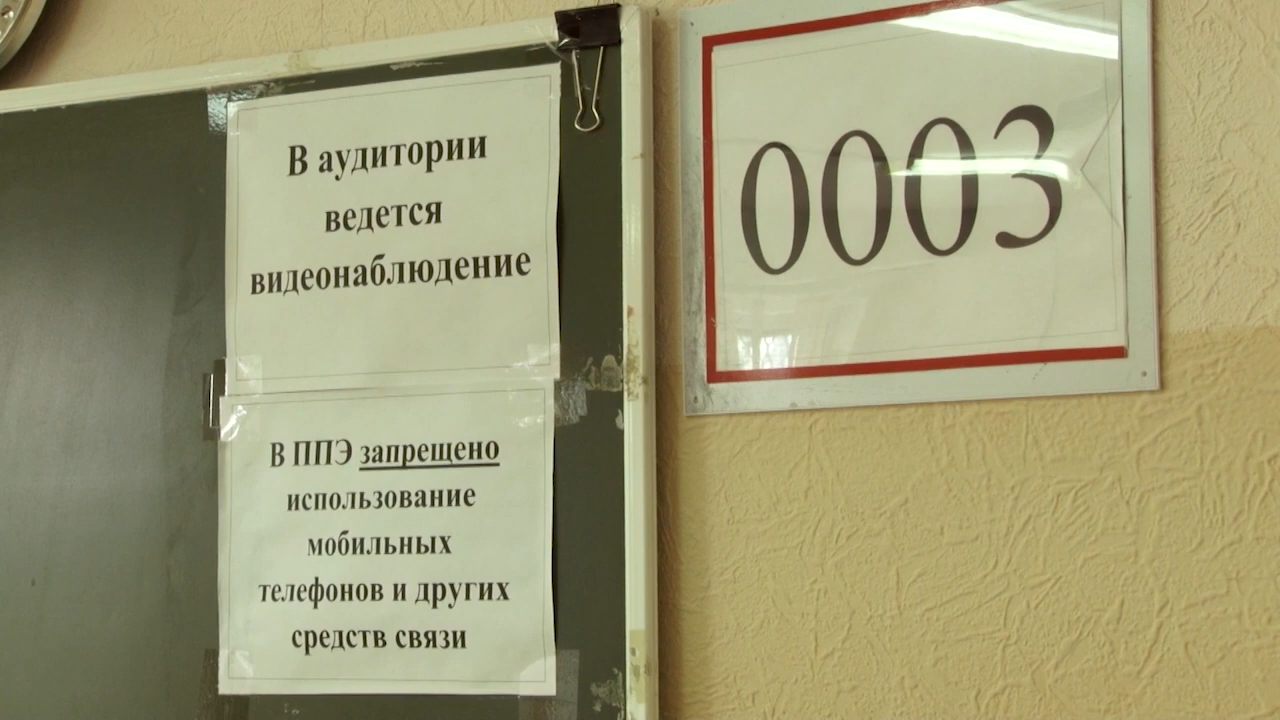 В аудитории
ведется
видеонаблюдение
В ППЭ запрещено
использование
мобильных
телефонов и других
средств связи
0003